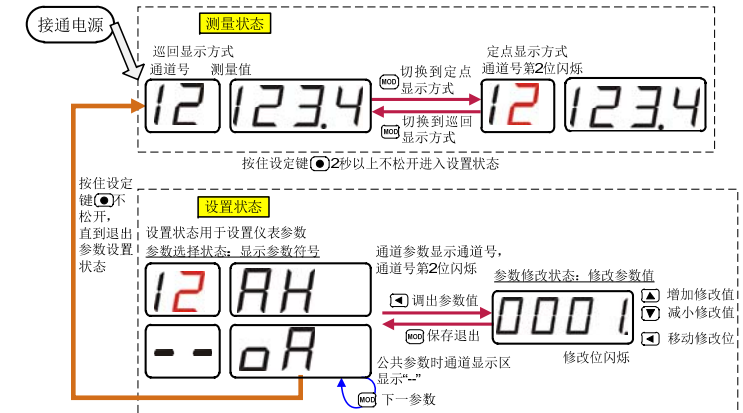 接通电源
测量状态
巡回显示方式
通道号 测量值
12 123.4
MOD 切换到定点
显示方式
切换到巡回
MOD 显示方式
定点显示方式
通道号第2位闪烁
12 123.4
按住设定键2秒以上不松开进入设置状态
按住设定
键不
松开，
直到退出
参数设置
状态
设置状态
设置状态用于设置仪表参数
参数选择状态：显示参数符号
12 AH
-- oA
通道参数显示通道号，
通道号第2位闪烁
调出参数值
MOD 保存退出
公共参数时通道显示区
显示“--”
MOD 下一参数
参数修改状态：修改参数值
0001.
修改位闪烁
增加修改值
减小修改值
移动修改位